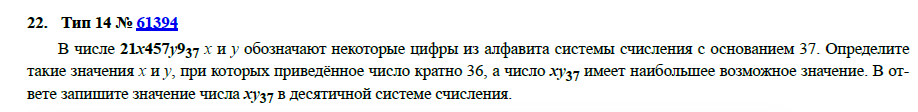 22. Тип 14 № 61394
В числе 21x457y9₃₇ x и y обозначают некоторые цифры из алфавита системы счисления с основанием 37. Определите
такие значения x и y, при которых приведённое число кратно 36, а число xy₃₇ имеет наибольшее возможное значение. В от-
вете запишите значение числа xy₃₇ в десятичной системе счисления.